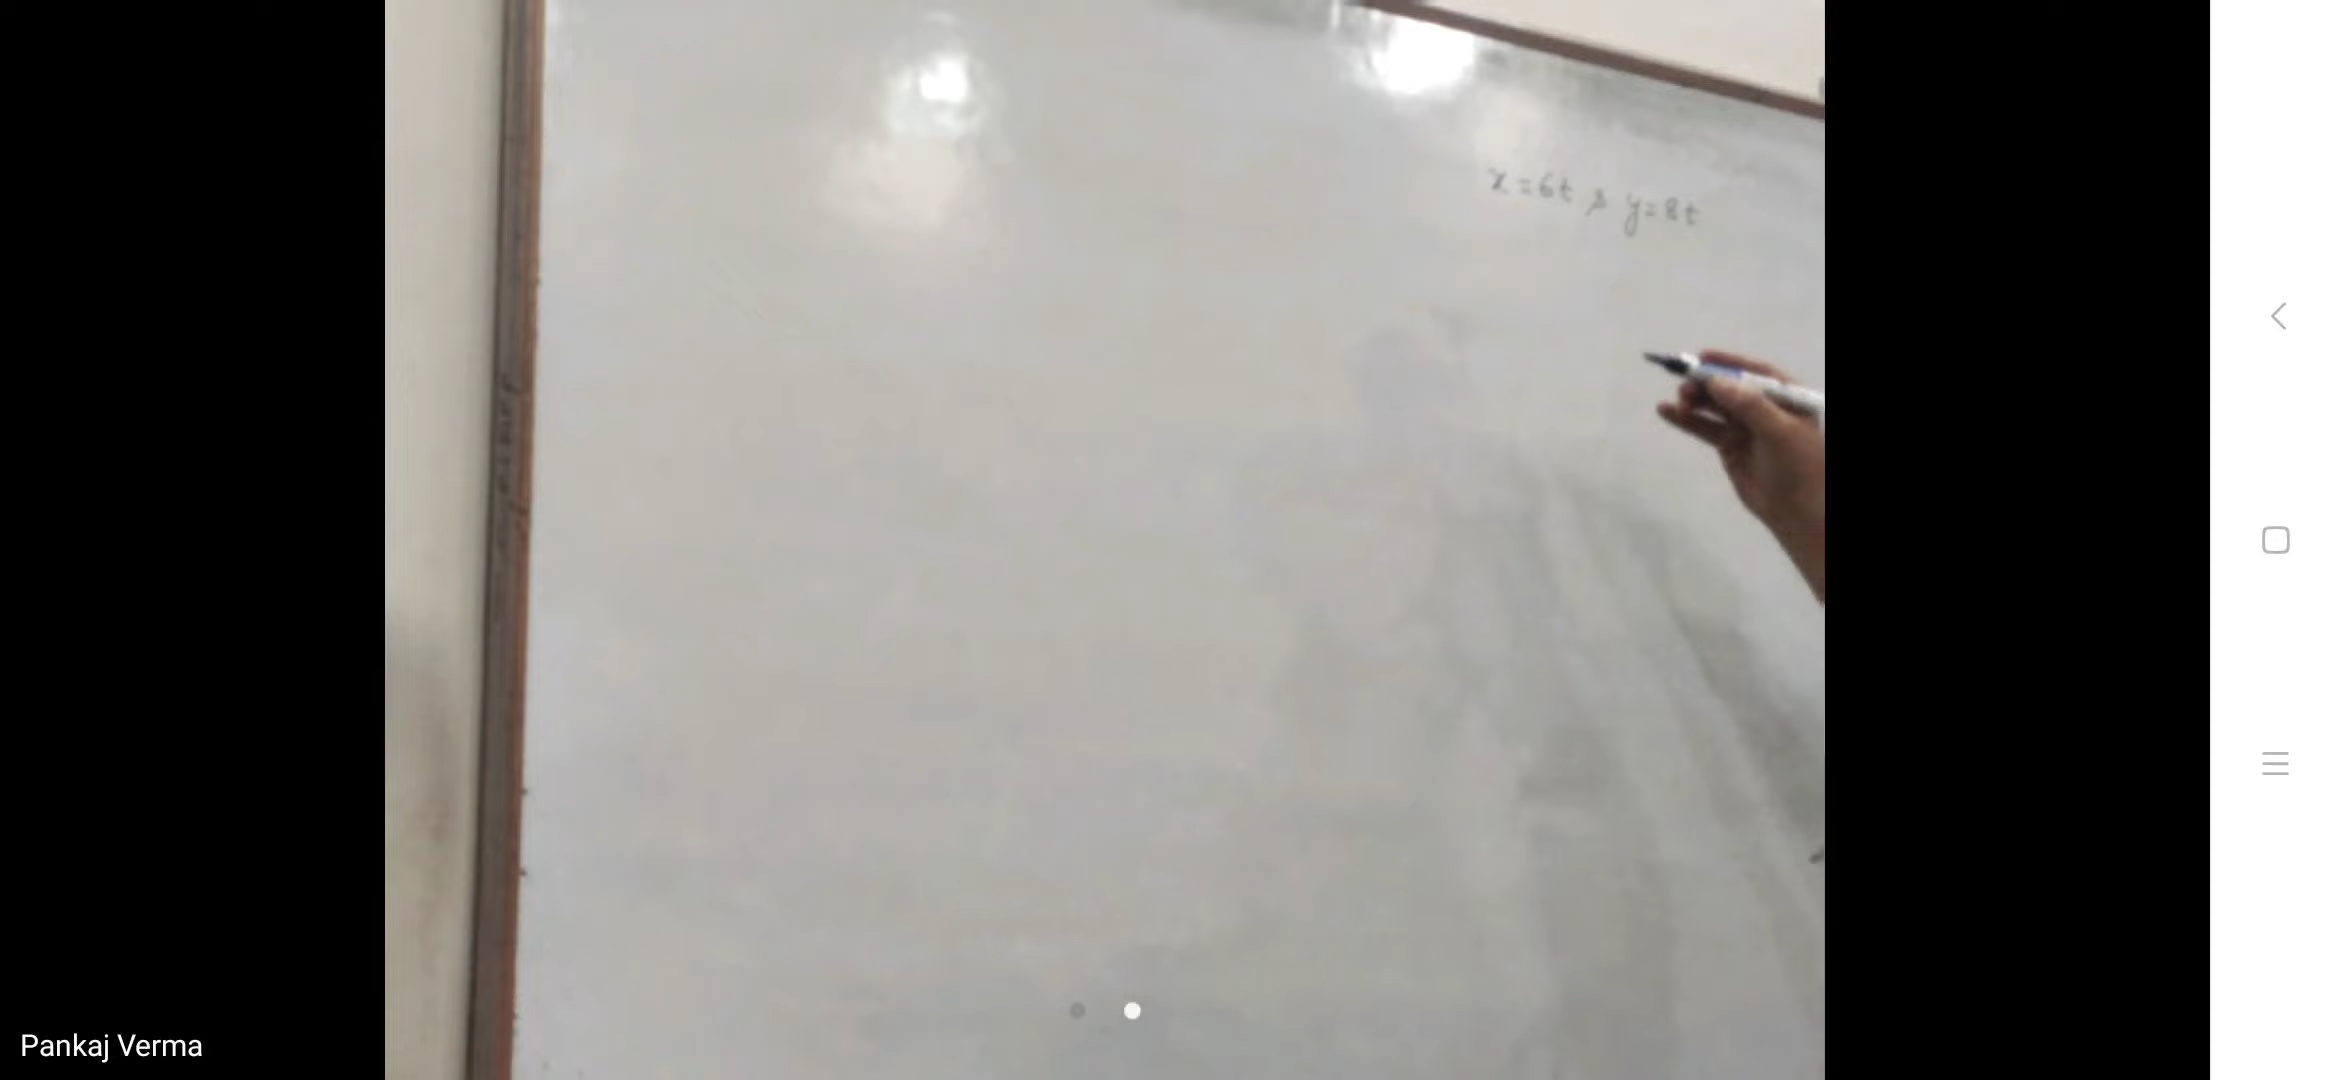 x = 6t & y = 8t
Pankaj Verma